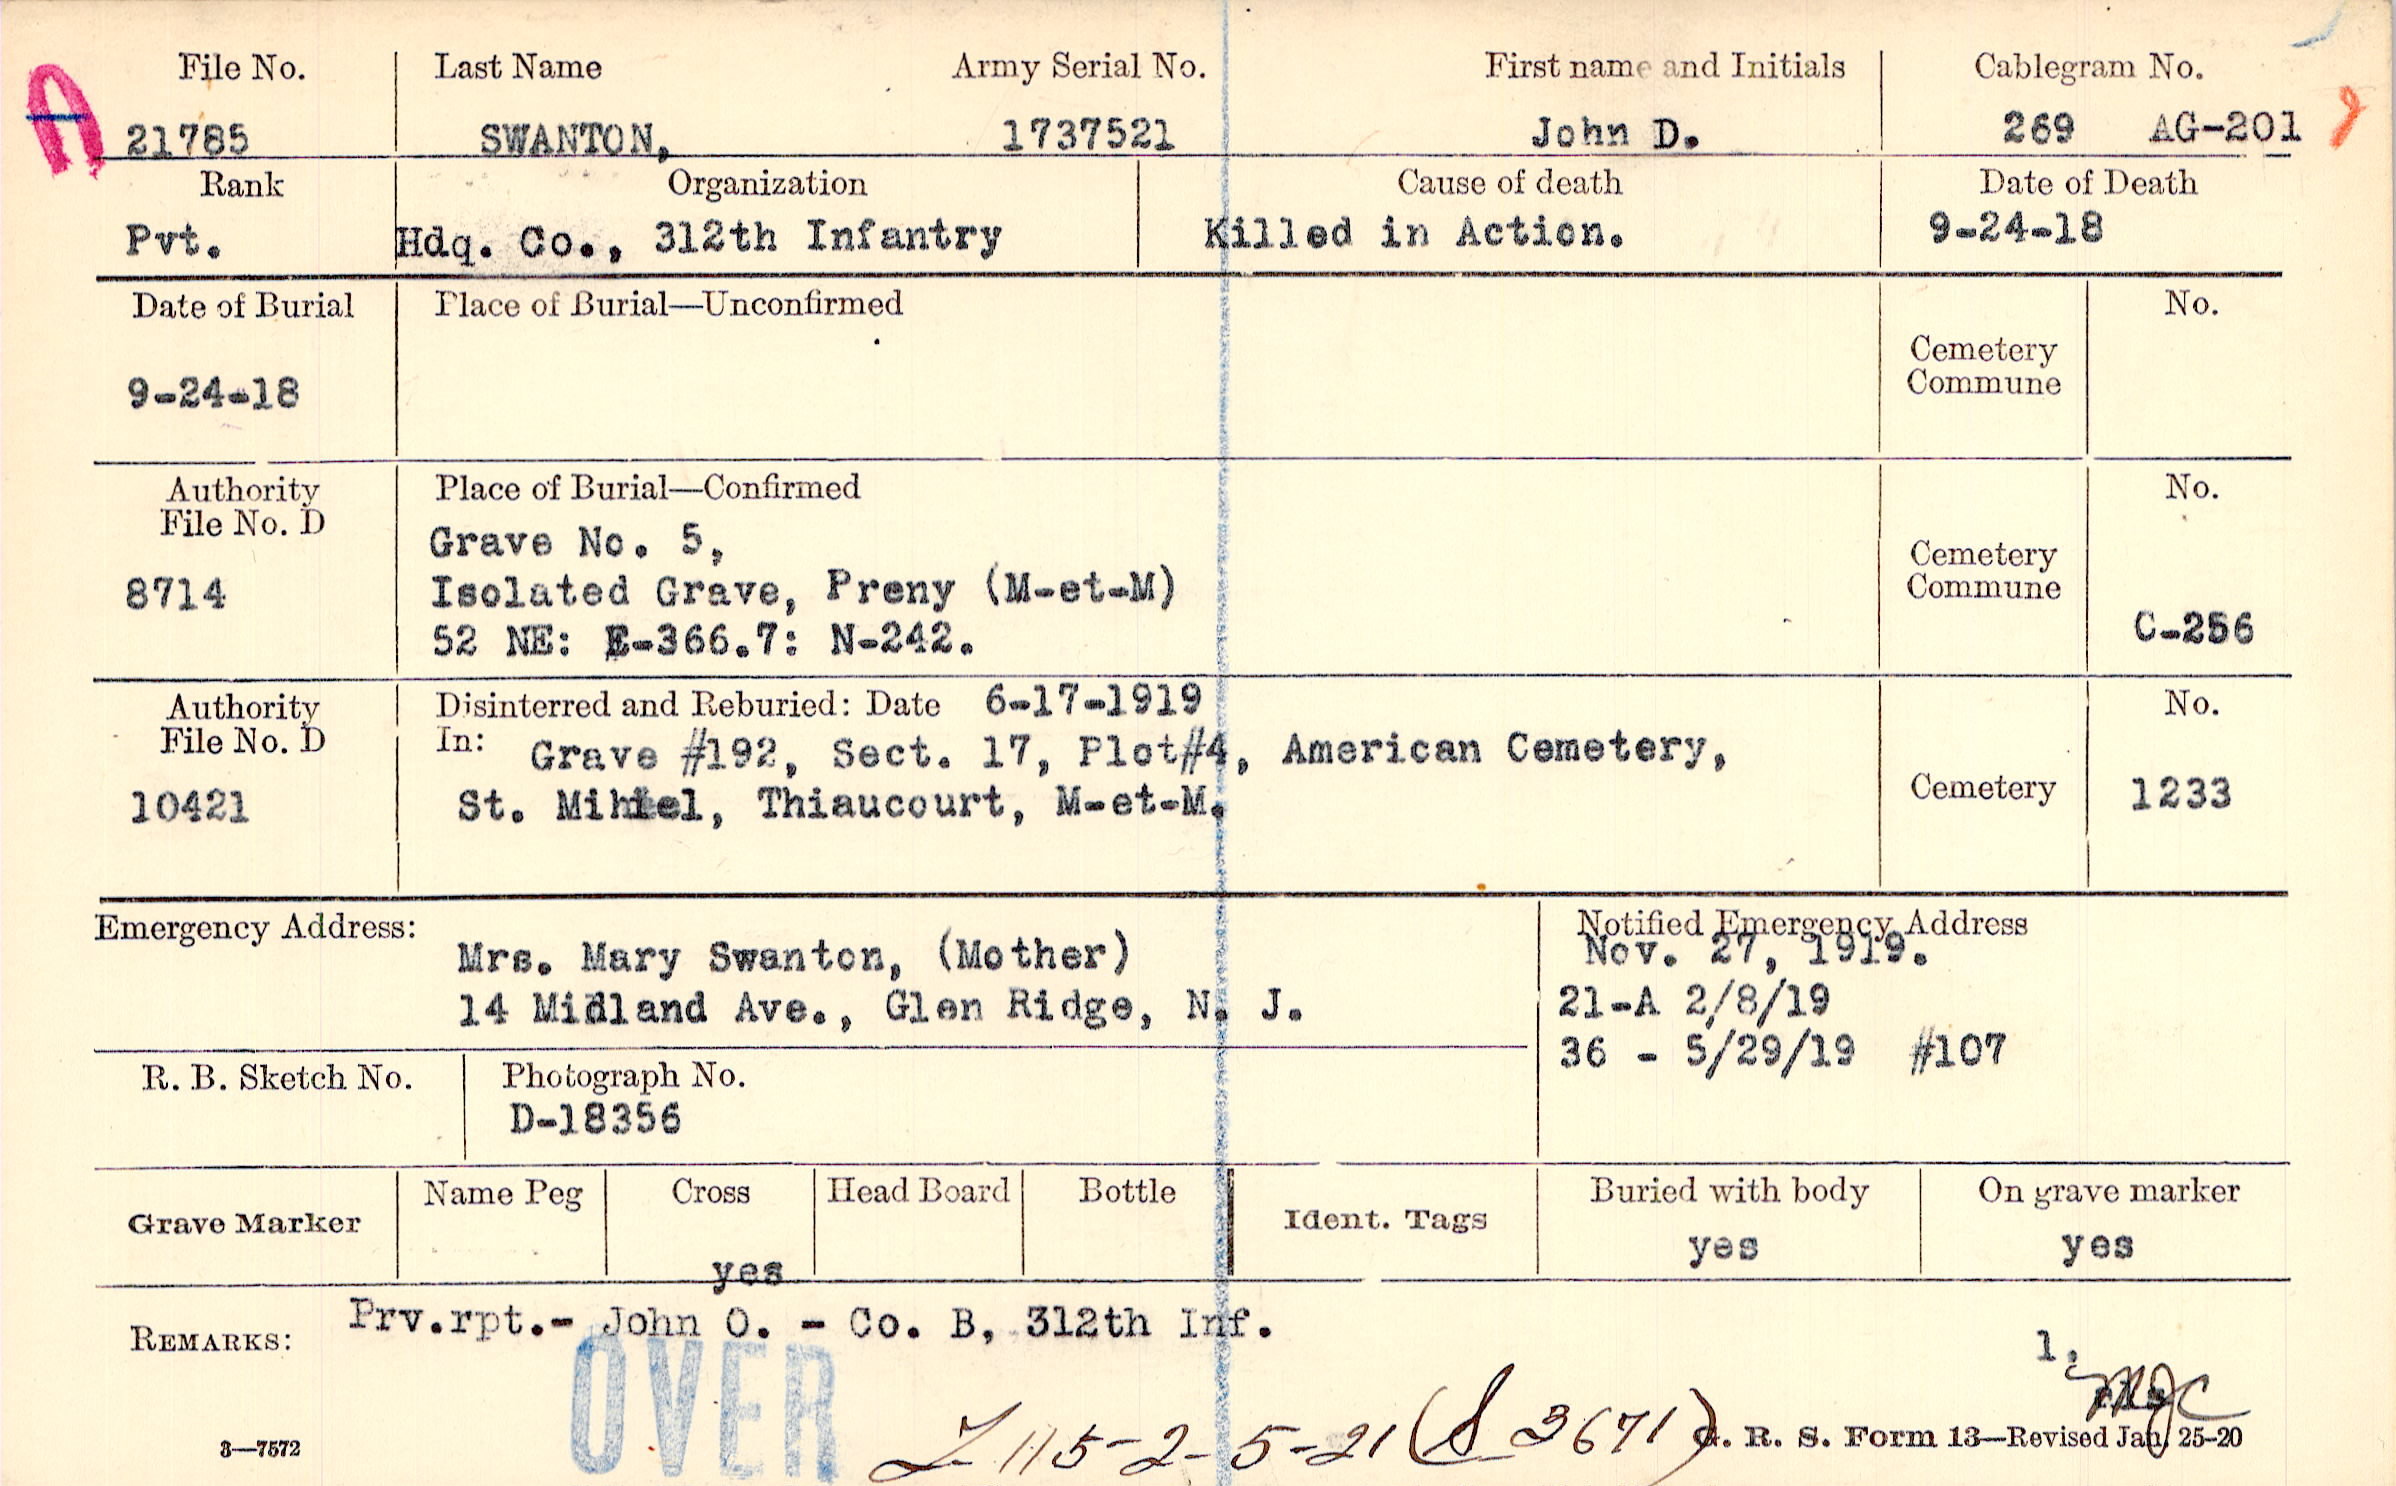 A
File No. Last Name Army Serial No. First name and Initials Cablegram No.
21785 SWANTON, 1737521 John D. 269 AG-201
Rank Organization Cause of death Date of Death
Pvt. Hdq. Co., 312th Infantry Killed in Action. 9-24-18
Date of Burial Place of Burial—Unconfirmed No.
Cemetery
Commune
9-24-18
Authority Place of Burial—Confirmed No.
File No. D
Grave No. 5,
Cemetery
8714 Isolated Grave, Preny (M-et-M) Commune
52 NE: E-366.7: N-242. C-256
Authority Disinterred and Reburied: Date 6-17-1919 No.
File No. D In: Grave #192, Sect. 17, Plot#4, American Cemetery,
10421 St. Mihiel, Thiaucourt, M-et-M. Cemetery 1233
Emergency Address: Notified Emergency Address
Mrs. Mary Swanton, (Mother) Nov. 27, 1919.
14 Midland Ave., Glen Ridge, N. J. 21-A 2/8/19
36 - 5/29/19 #107
R. B. Sketch No. Photograph No.
D-18356
Name Peg Cross Head Board Bottle Buried with body On grave marker
Grave Marker Ident. Tags
yes yes yes
Prv.rpt.- John O. - Co. B, 312th Inf.
REMARKS: 1.
OVER
MJC
(S 3671)
3—7572 G. R. S. Form 13—Revised Jan. 25-20